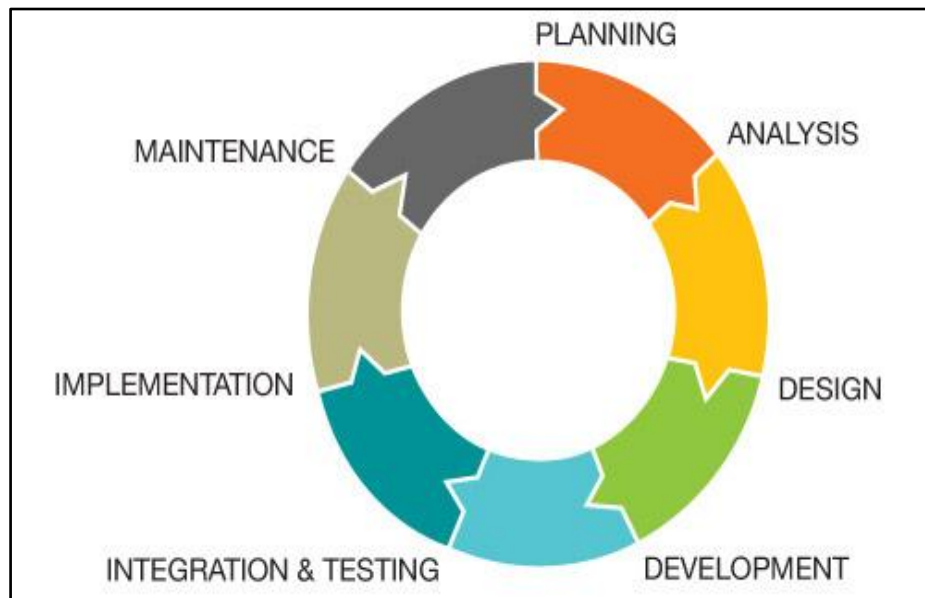 PLANNING
ANALYSIS
DESIGN
DEVELOPMENT
INTEGRATION & TESTING
IMPLEMENTATION
MAINTENANCE